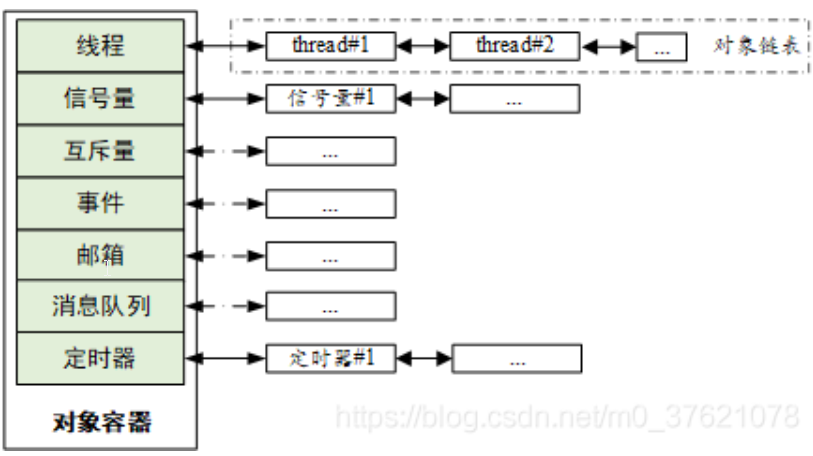 线程 thread#1 thread#2 ... 对象链表
信号量 信号量#1 ...
互斥量 ...
事件 ...
邮箱 ...
消息队列 ...
定时器 定时器#1 ...
对象容器
https://blog.csdn.net/m0_37621078